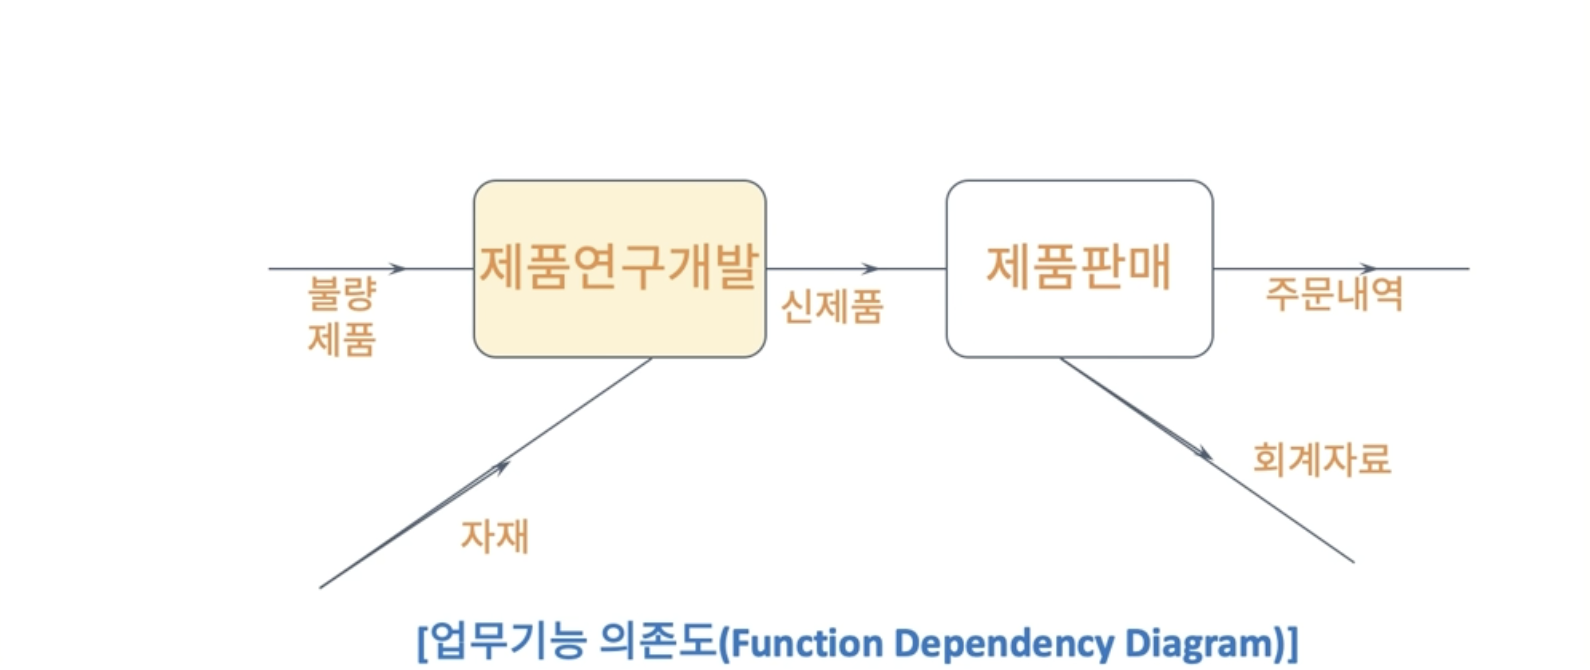 제품연구개발
제품판매
불량
제품
신제품
주문내역
회계자료
자재
[업무기능 의존도(Function Dependency Diagram)]